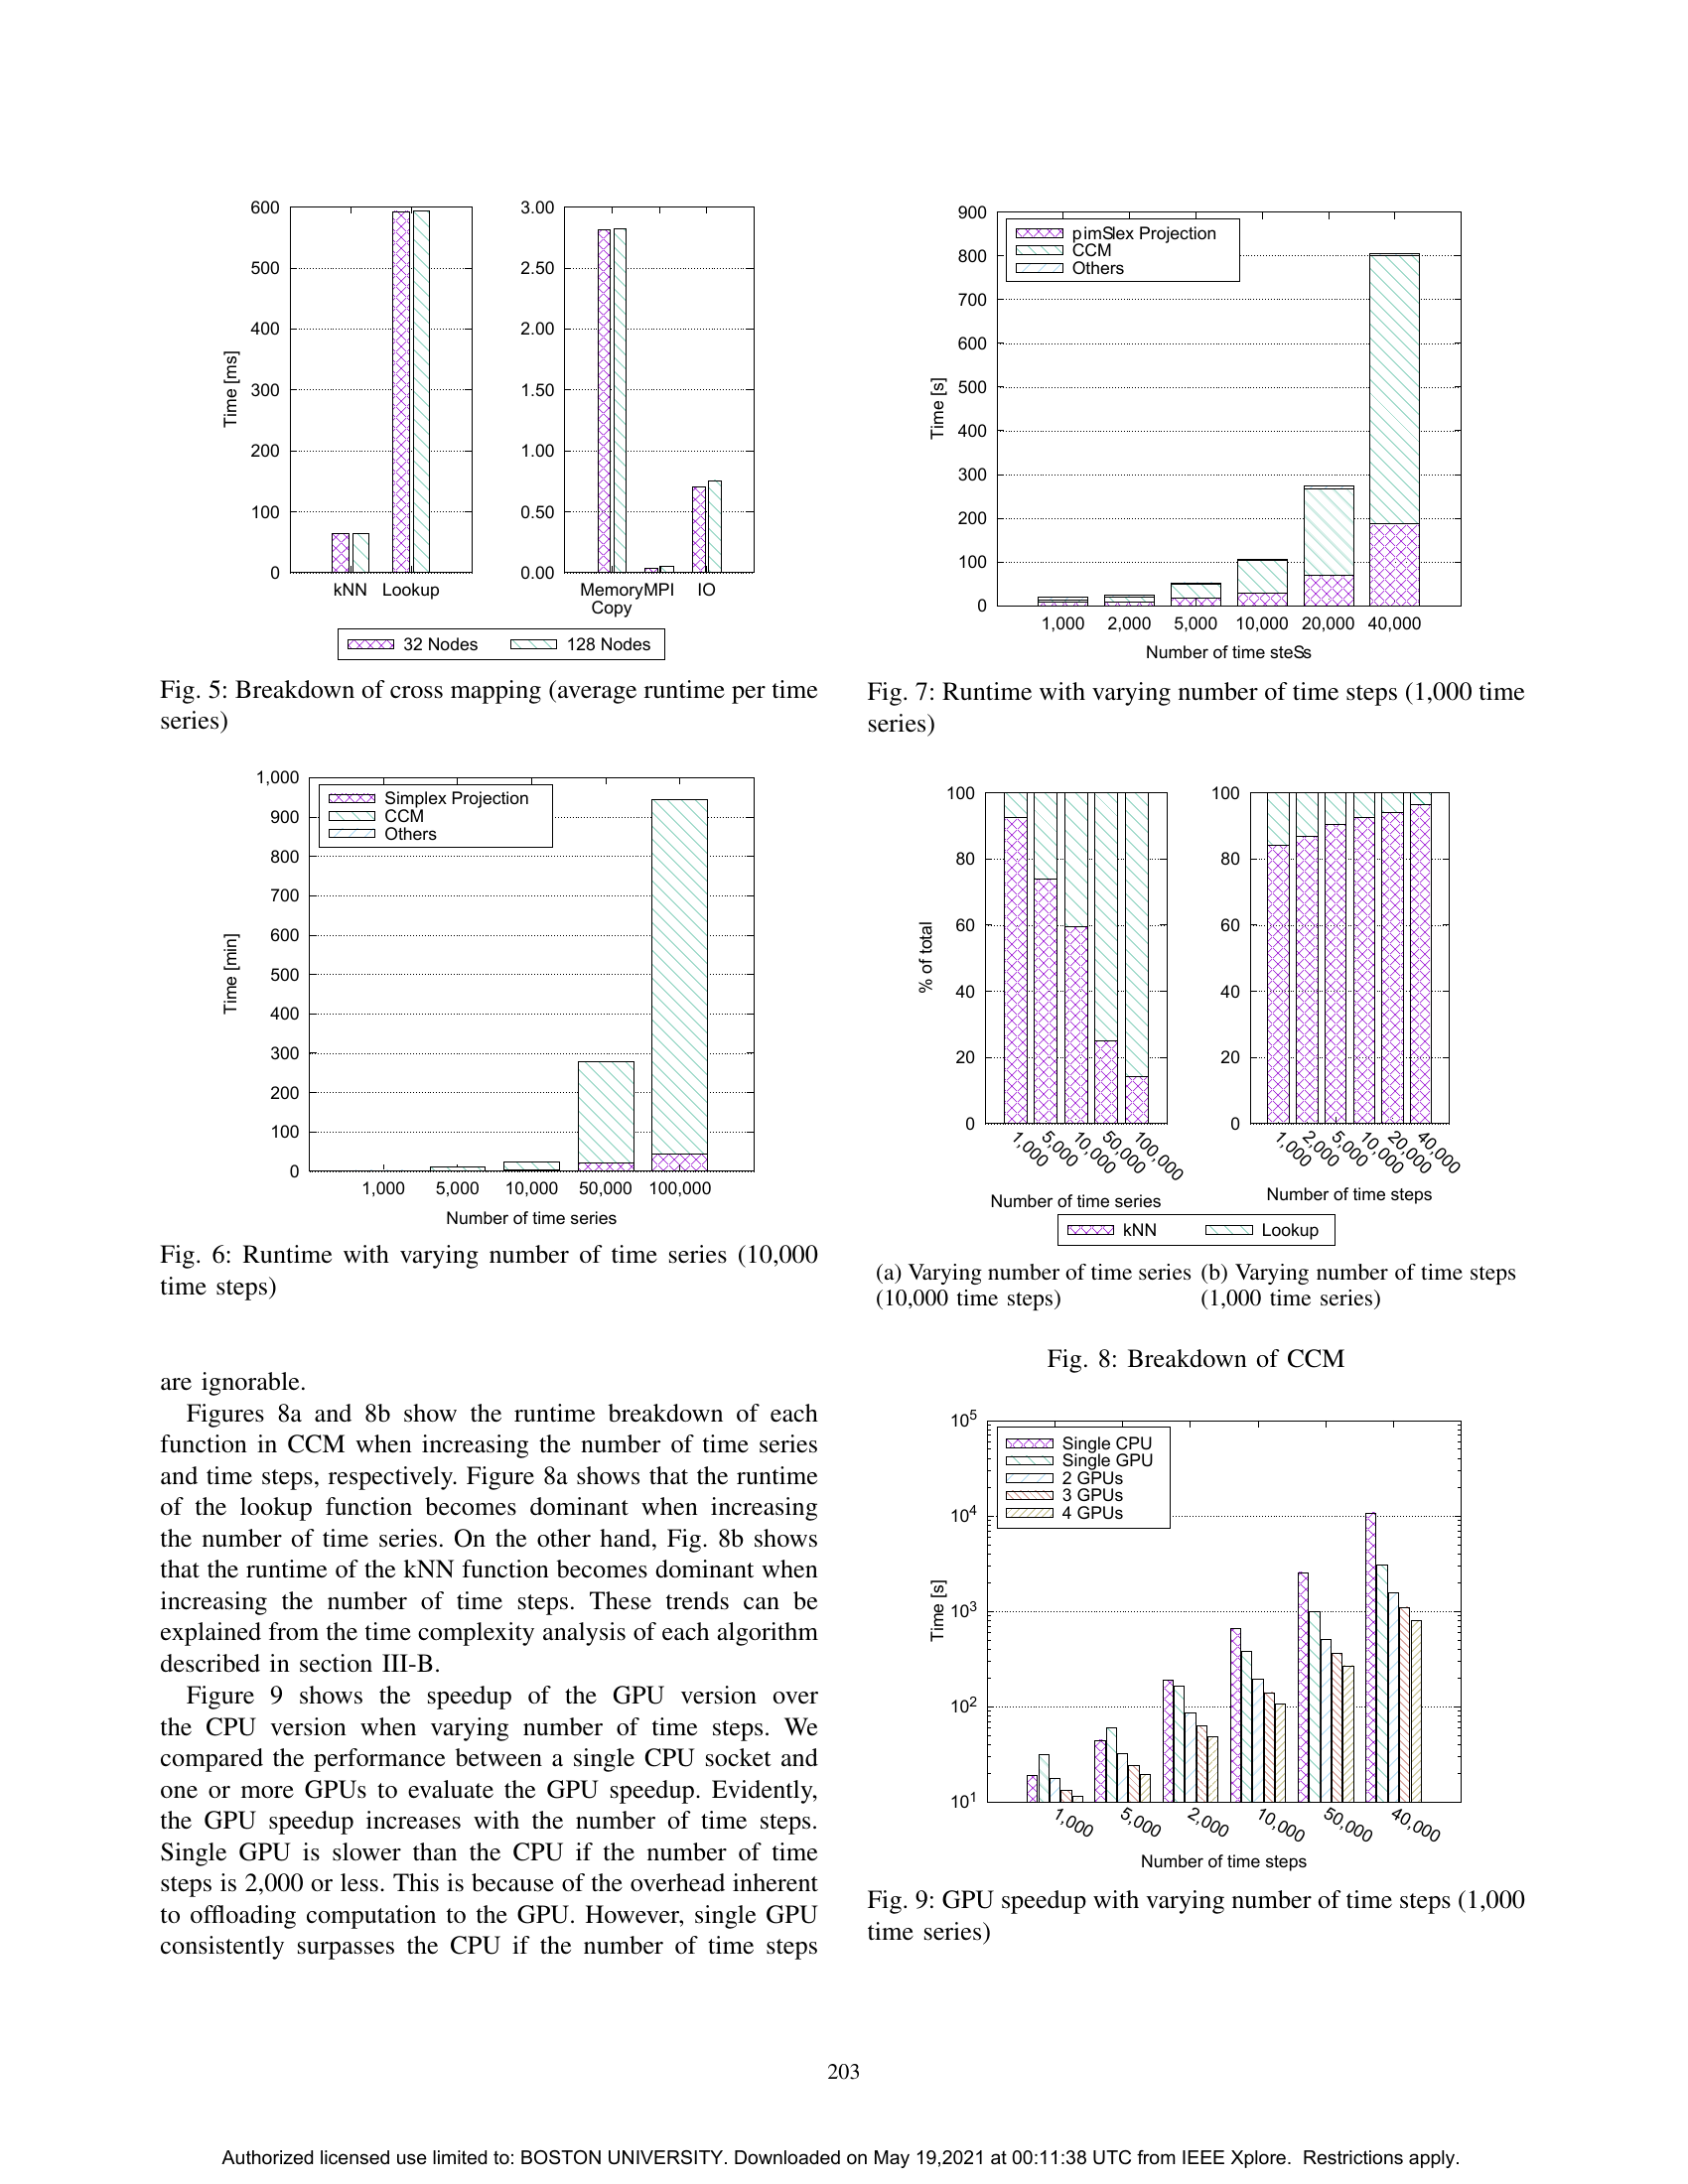 600
500
400
300
200
100
0
Time [ms]
kNN Lookup
3.00
2.50
2.00
1.50
1.00
0.50
0.00
MemoryMPI IO
Copy
32 Nodes 128 Nodes
Fig. 5: Breakdown of cross mapping (average runtime per time
series)
1,000
900
800
700
600
500
400
300
200
100
0
Time [min]
Simplex Projection
CCM
Others
1,000 5,000 10,000 50,000 100,000
Number of time series
Fig. 6: Runtime with varying number of time series (10,000
time steps)
are ignorable.
Figures 8a and 8b show the runtime breakdown of each
function in CCM when increasing the number of time series
and time steps, respectively. Figure 8a shows that the runtime
of the lookup function becomes dominant when increasing
the number of time series. On the other hand, Fig. 8b shows
that the runtime of the kNN function becomes dominant when
increasing the number of time steps. These trends can be
explained from the time complexity analysis of each algorithm
described in section III-B.
Figure 9 shows the speedup of the GPU version over
the CPU version when varying number of time steps. We
compared the performance between a single CPU socket and
one or more GPUs to evaluate the GPU speedup. Evidently,
the GPU speedup increases with the number of time steps.
Single GPU is slower than the CPU if the number of time
steps is 2,000 or less. This is because of the overhead inherent
to offloading computation to the GPU. However, single GPU
consistently surpasses the CPU if the number of time steps
900
800
700
600
500
400
300
200
100
0
Time [s]
pimSlex Projection
CCM
Others
1,000 2,000 5,000 10,000 20,000 40,000
Number of time steSs
Fig. 7: Runtime with varying number of time steps (1,000 time
series)
100
80
60
40
20
0
% of total
1,000 5,000 10,000 50,000 100,000
Number of time series
100
80
60
40
20
0
1,000 2,000 5,000 10,000 20,000 40,000
Number of time steps
kNN Lookup
(a) Varying number of time series (b) Varying number of time steps
(10,000 time steps) (1,000 time series)
Fig. 8: Breakdown of CCM
10^5
10^4
10^3
10^2
10^1
Time [s]
Single CPU
Single GPU
2 GPUs
3 GPUs
4 GPUs
1,000 5,000 2,000 10,000 50,000 40,000
Number of time steps
Fig. 9: GPU speedup with varying number of time steps (1,000
time series)
203
Authorized licensed use limited to: BOSTON UNIVERSITY. Downloaded on May 19,2021 at 00:11:38 UTC from IEEE Xplore. Restrictions apply.